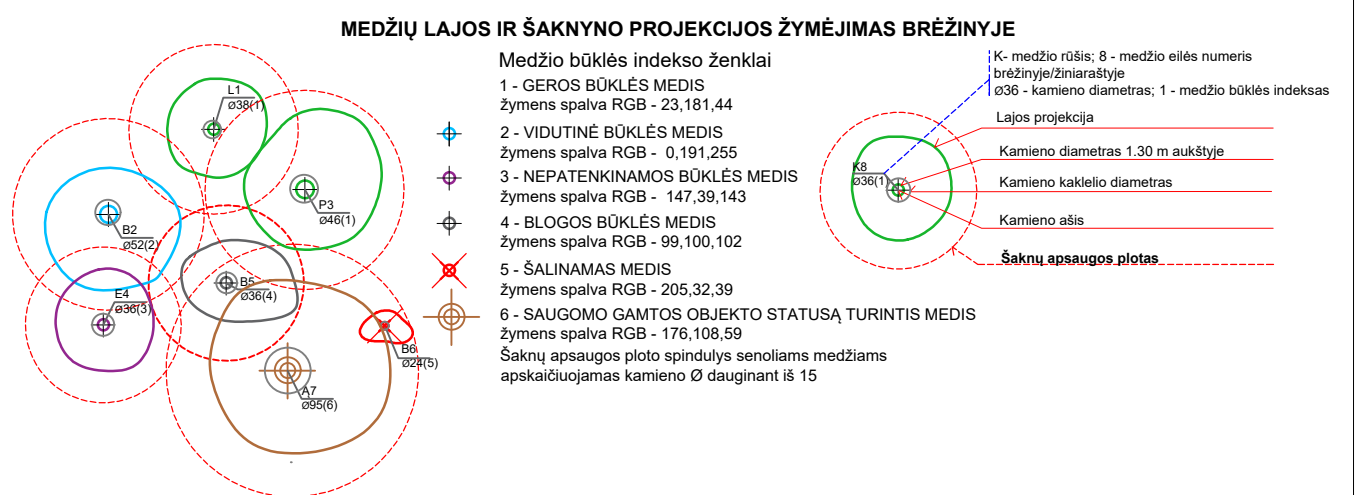 MEDŽIŲ LAJOS IR ŠAKNYNO PROJEKCIJOS ŽYMĖJIMAS BRĖŽINYJE
L1
Ø38(1)
P3
Ø46(1)
B2
Ø52(2)
B5
Ø36(4)
E4
Ø36(3)
B6
Ø24(5)
A7
Ø95(6)
Medžio būklės indekso ženklai
1 - GEROS BŪKLĖS MEDIS
žymens spalva RGB - 23,181,44
2 - VIDUTINĖ BŪKLĖS MEDIS
žymens spalva RGB - 0,191,255
3 - NEPATENKINAMOS BŪKLĖS MEDIS
žymens spalva RGB - 147,39,143
4 - BLOGOS BŪKLĖS MEDIS
žymens spalva RGB - 99,100,102
5 - ŠALINAMAS MEDIS
žymens spalva RGB - 205,32,39
6 - SAUGOMO GAMTOS OBJEKTO STATUSĄ TURINTIS MEDIS
žymens spalva RGB - 176,108,59
Šaknų apsaugos ploto spindulys senoliams medžiams
apskaičiuojamas kamieno Ø dauginant iš 15
K- medžio rūšis; 8 - medžio eilės numeris
brėžinyje/žiniaraštyje
Ø36 - kamieno diametras; 1 - medžio būklės indeksas
K8
Ø36(1)
Lajos projekcija
Kamieno diametras 1.30 m aukštyje
Kamieno kaklelio diametras
Kamieno ašis
Šaknų apsaugos plotas